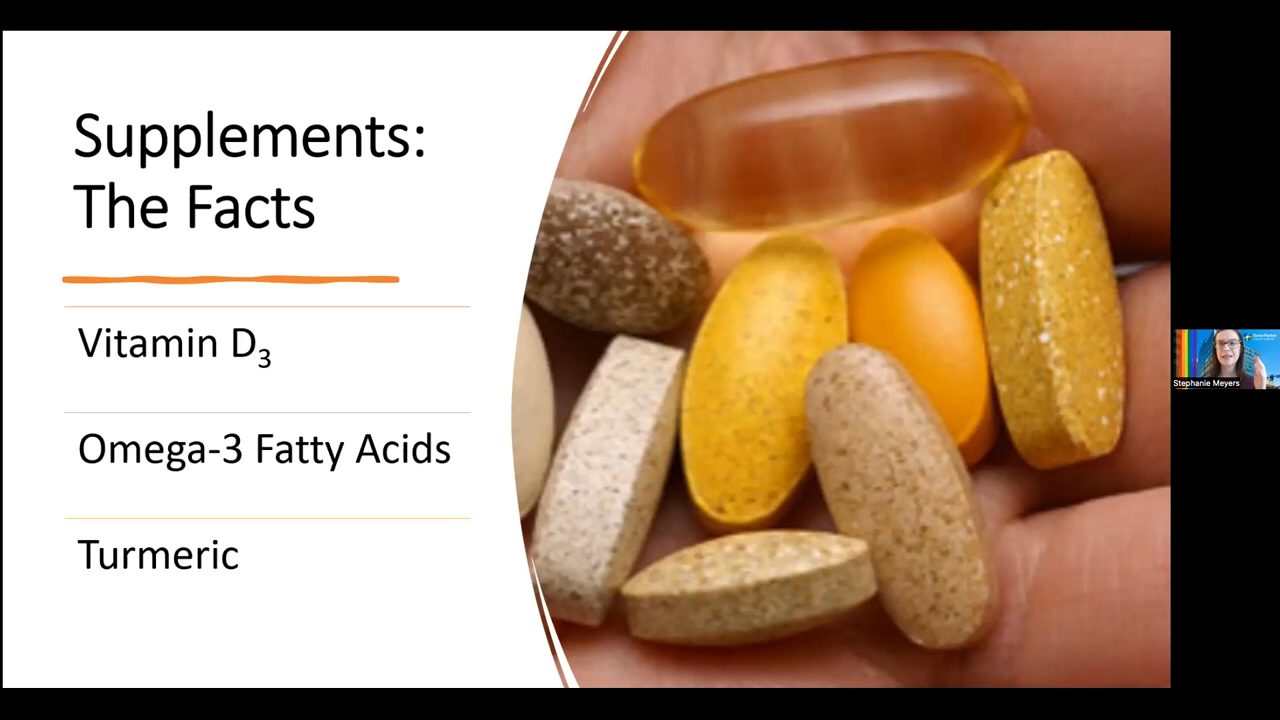 Supplements:
The Facts
Vitamin D₃
Omega-3 Fatty Acids
Turmeric
Stephanie Meyers